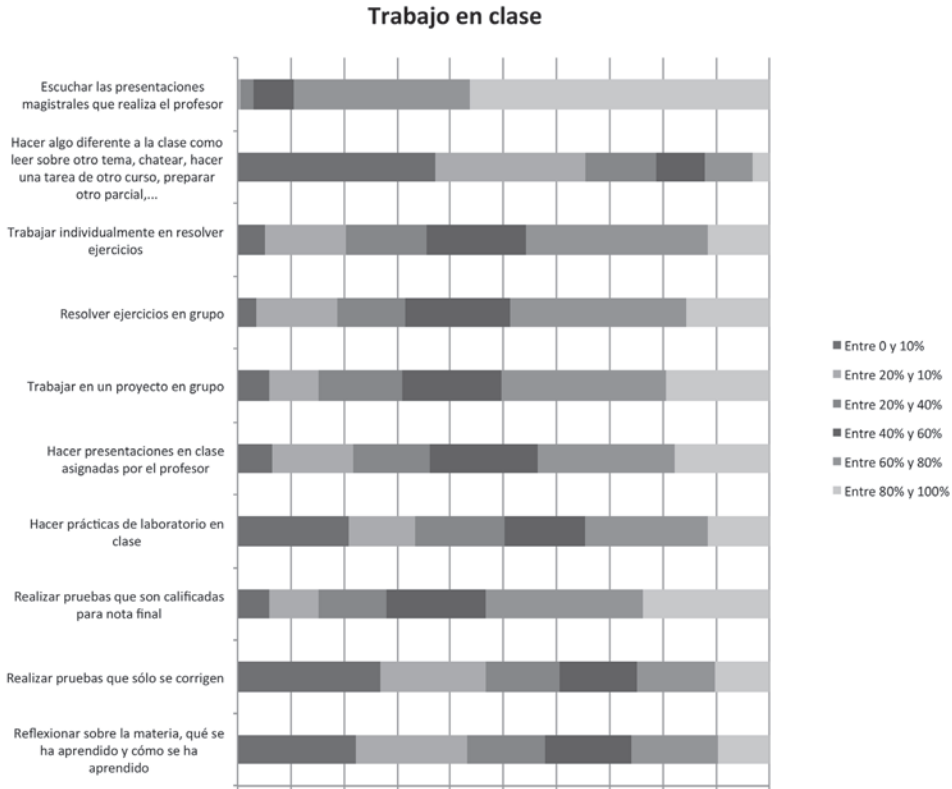 Trabajo en clase
Escuchar las presentaciones
magistrales que realiza el profesor
Hacer algo diferente a la clase como
leer sobre otro tema, chatear, hacer
una tarea de otro curso, preparar
otro parcial,...
Trabajar individualmente en resolver
ejercicios
Resolver ejercicios en grupo
Trabajar en un proyecto en grupo
Hacer presentaciones en clase
asignadas por el profesor
Hacer prácticas de laboratorio en
clase
Realizar pruebas que son calificadas
para nota final
Realizar pruebas que sólo se corrigen
Reflexionar sobre la materia, qué se
ha aprendido y cómo se ha
aprendido
Entre 0 y 10%
Entre 20% y 10%
Entre 20% y 40%
Entre 40% y 60%
Entre 60% y 80%
Entre 80% y 100%